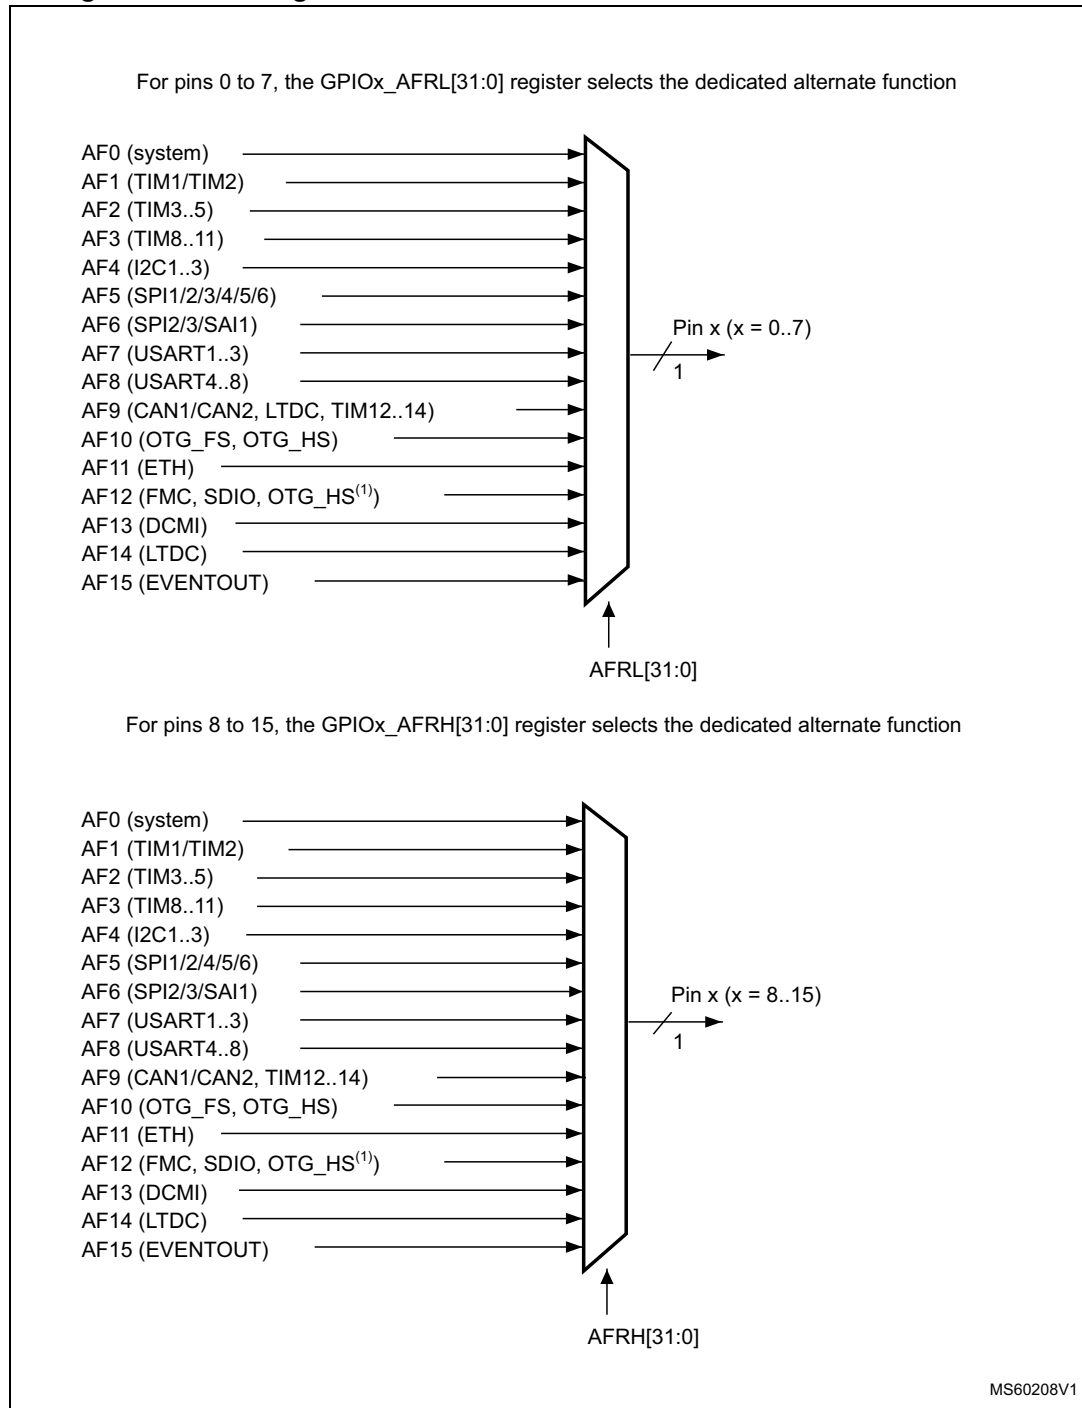 For pins 0 to 7, the GPIOx_AFRL[31:0] register selects the dedicated alternate function
AF0 (system)
AF1 (TIM1/TIM2)
AF2 (TIM3..5)
AF3 (TIM8..11)
AF4 (I2C1..3)
AF5 (SPI1/2/3/4/5/6)
AF6 (SPI2/3/SAI1)
AF7 (USART1..3)
AF8 (USART4..8)
AF9 (CAN1/CAN2, LTDC, TIM12..14)
AF10 (OTG_FS, OTG_HS)
AF11 (ETH)
AF12 (FMC, SDIO, OTG_HS(1))
AF13 (DCMI)
AF14 (LTDC)
AF15 (EVENTOUT)
Pin x (x = 0..7)
1
AFRL[31:0]
For pins 8 to 15, the GPIOx_AFRH[31:0] register selects the dedicated alternate function
AF0 (system)
AF1 (TIM1/TIM2)
AF2 (TIM3..5)
AF3 (TIM8..11)
AF4 (I2C1..3)
AF5 (SPI1/2/4/5/6)
AF6 (SPI2/3/SAI1)
AF7 (USART1..3)
AF8 (USART4..8)
AF9 (CAN1/CAN2, TIM12..14)
AF10 (OTG_FS, OTG_HS)
AF11 (ETH)
AF12 (FMC, SDIO, OTG_HS(1))
AF13 (DCMI)
AF14 (LTDC)
AF15 (EVENTOUT)
Pin x (x = 8..15)
1
AFRH[31:0]
MS60208V1